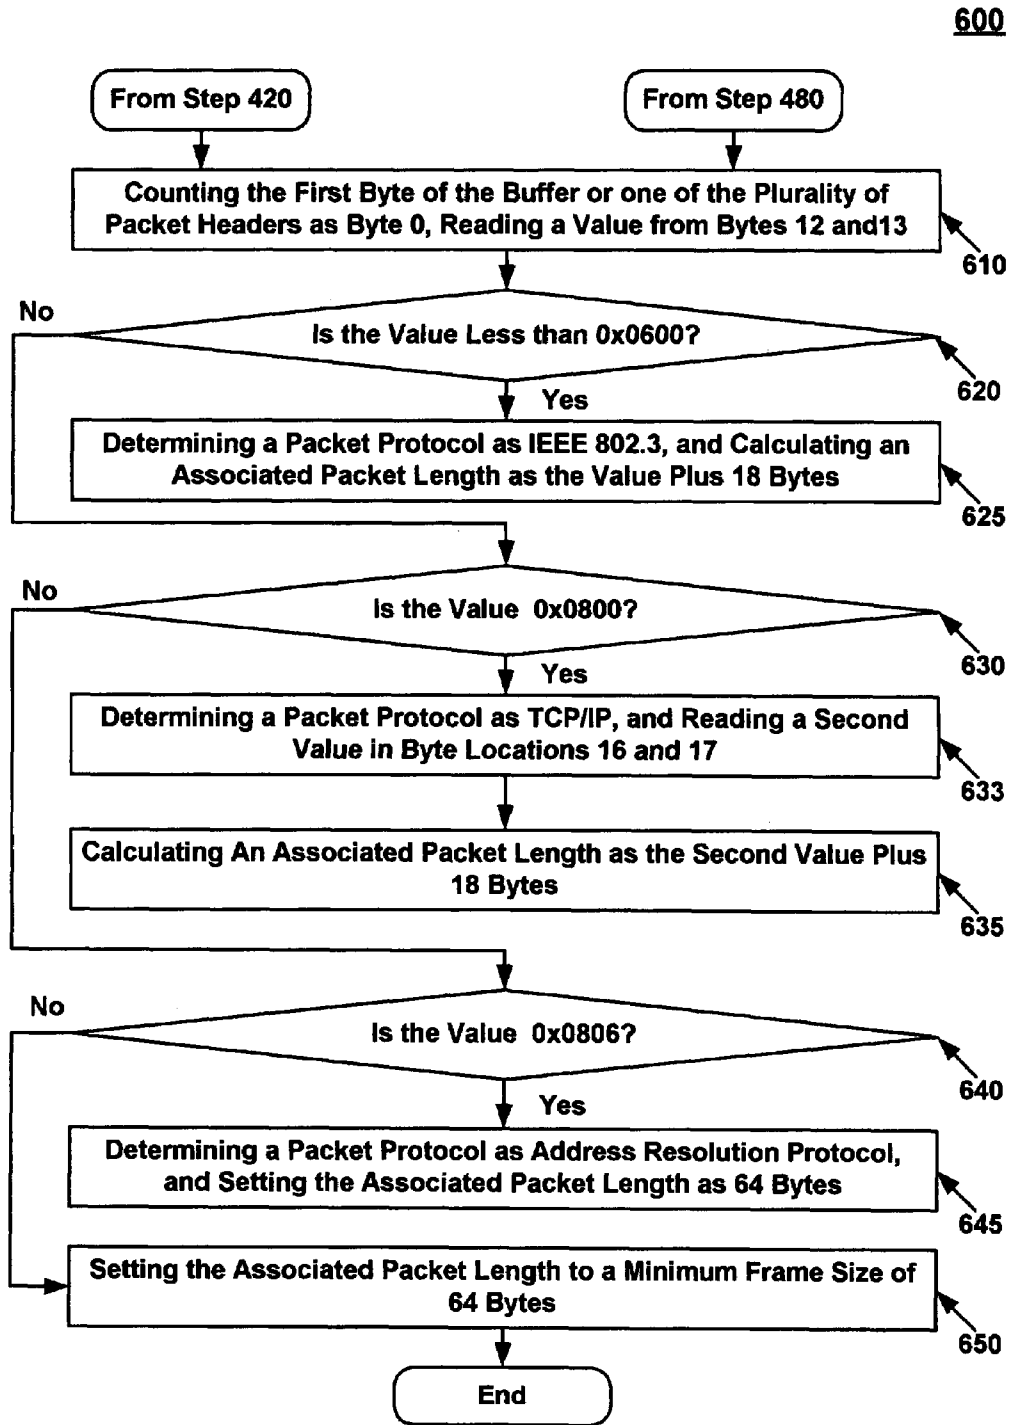 600
From Step 420
From Step 480
Counting the First Byte of the Buffer or one of the Plurality of
Packet Headers as Byte 0, Reading a Value from Bytes 12 and13
610
No
Is the Value Less than 0x0600?
620
Yes
Determining a Packet Protocol as IEEE 802.3, and Calculating an
Associated Packet Length as the Value Plus 18 Bytes
625
No
Is the Value 0x0800?
630
Yes
Determining a Packet Protocol as TCP/IP, and Reading a Second
Value in Byte Locations 16 and 17
633
Calculating An Associated Packet Length as the Second Value Plus
18 Bytes
635
No
Is the Value 0x0806?
640
Yes
Determining a Packet Protocol as Address Resolution Protocol,
and Setting the Associated Packet Length as 64 Bytes
645
Setting the Associated Packet Length to a Minimum Frame Size of
64 Bytes
650
End